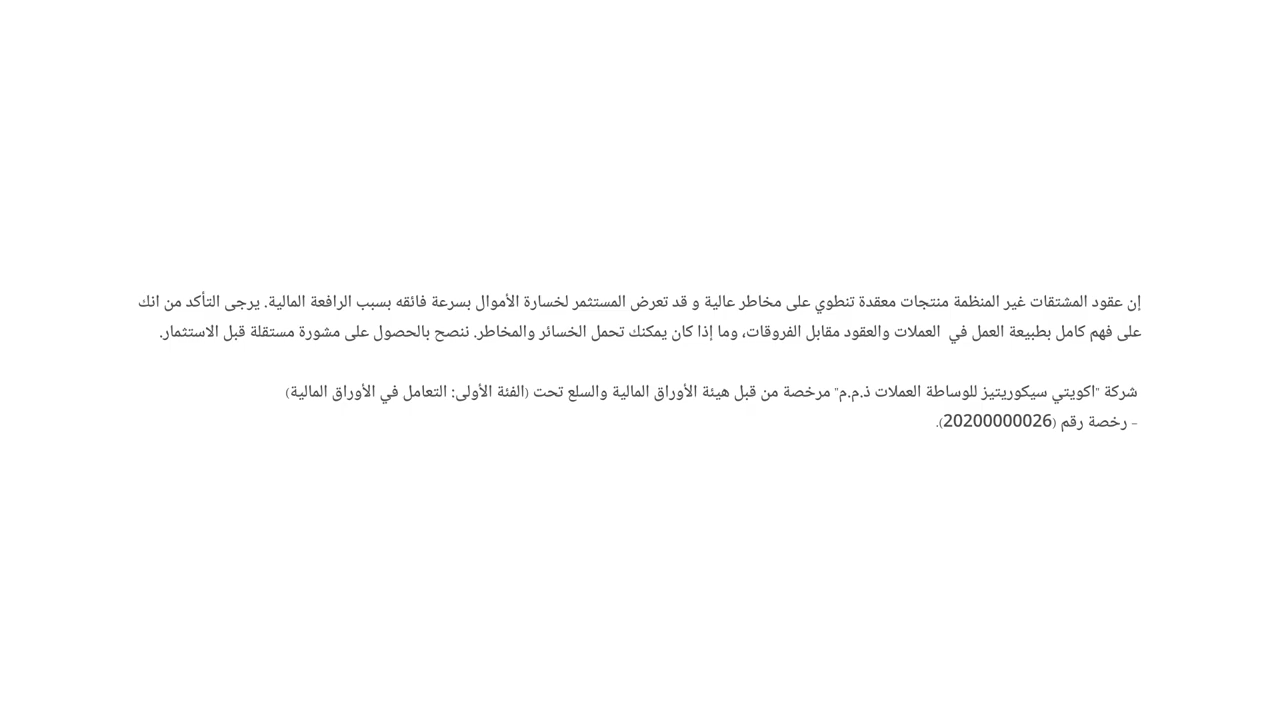 إن عقود المشتقات غير المنظمة منتجات معقدة تنطوي على مخاطر عالية و قد تعرض المستثمر لخسارة الأموال بسرعة فائقه بسبب الرافعة المالية. يرجى التأكد من انك
على فهم كامل بطبيعة العمل في  العملات والعقود مقابل الفروقات، وما إذا كان يمكنك تحمل الخسائر والمخاطر. ننصح بالحصول على مشورة مستقلة قبل الاستثمار.
شركة "اكويتي سيكوريتيز للوساطة العملات ذ.م.م" مرخصة من قبل هيئة الأوراق المالية والسلع تحت (الفئة الأولى: التعامل في الأوراق المالية)
– رخصة رقم (20200000026).